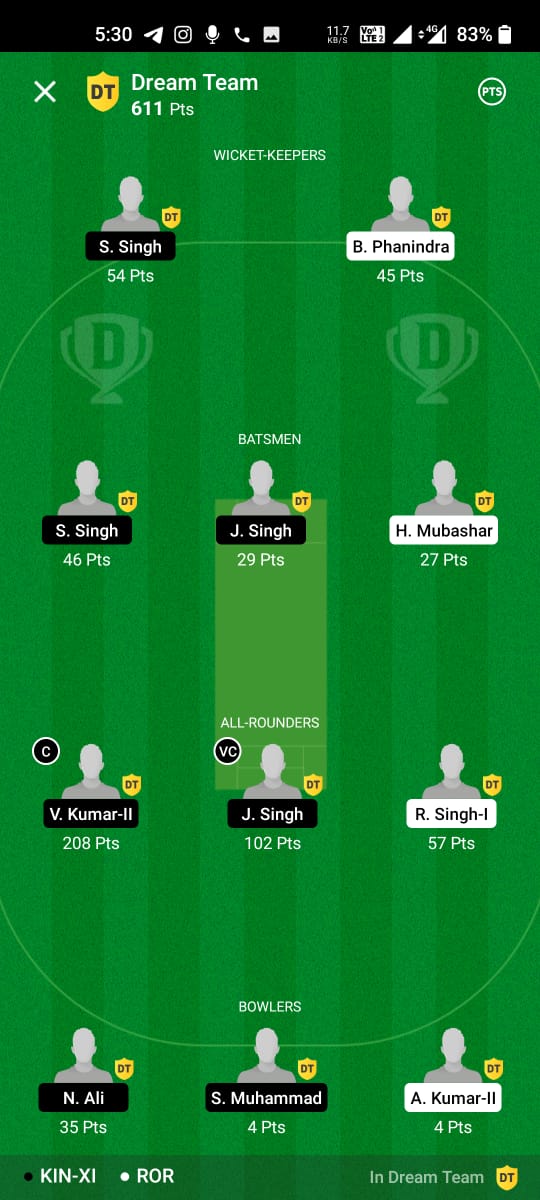 5:30 11.7 KB/S Vo) 1 LTE 2 4G 83%
DT Dream Team PTS
611 Pts
WICKET-KEEPERS
DT DT
S. Singh B. Phanindra
54 Pts 45 Pts
D D
BATSMEN
DT DT DT
S. Singh J. Singh H. Mubashar
46 Pts 29 Pts 27 Pts
ALL-ROUNDERS
C VC
DT DT DT
V. Kumar-II J. Singh R. Singh-I
208 Pts 102 Pts 57 Pts
BOWLERS
DT DT DT
N. Ali S. Muhammad A. Kumar-II
35 Pts 4 Pts 4 Pts
KIN-XI ROR In Dream Team DT